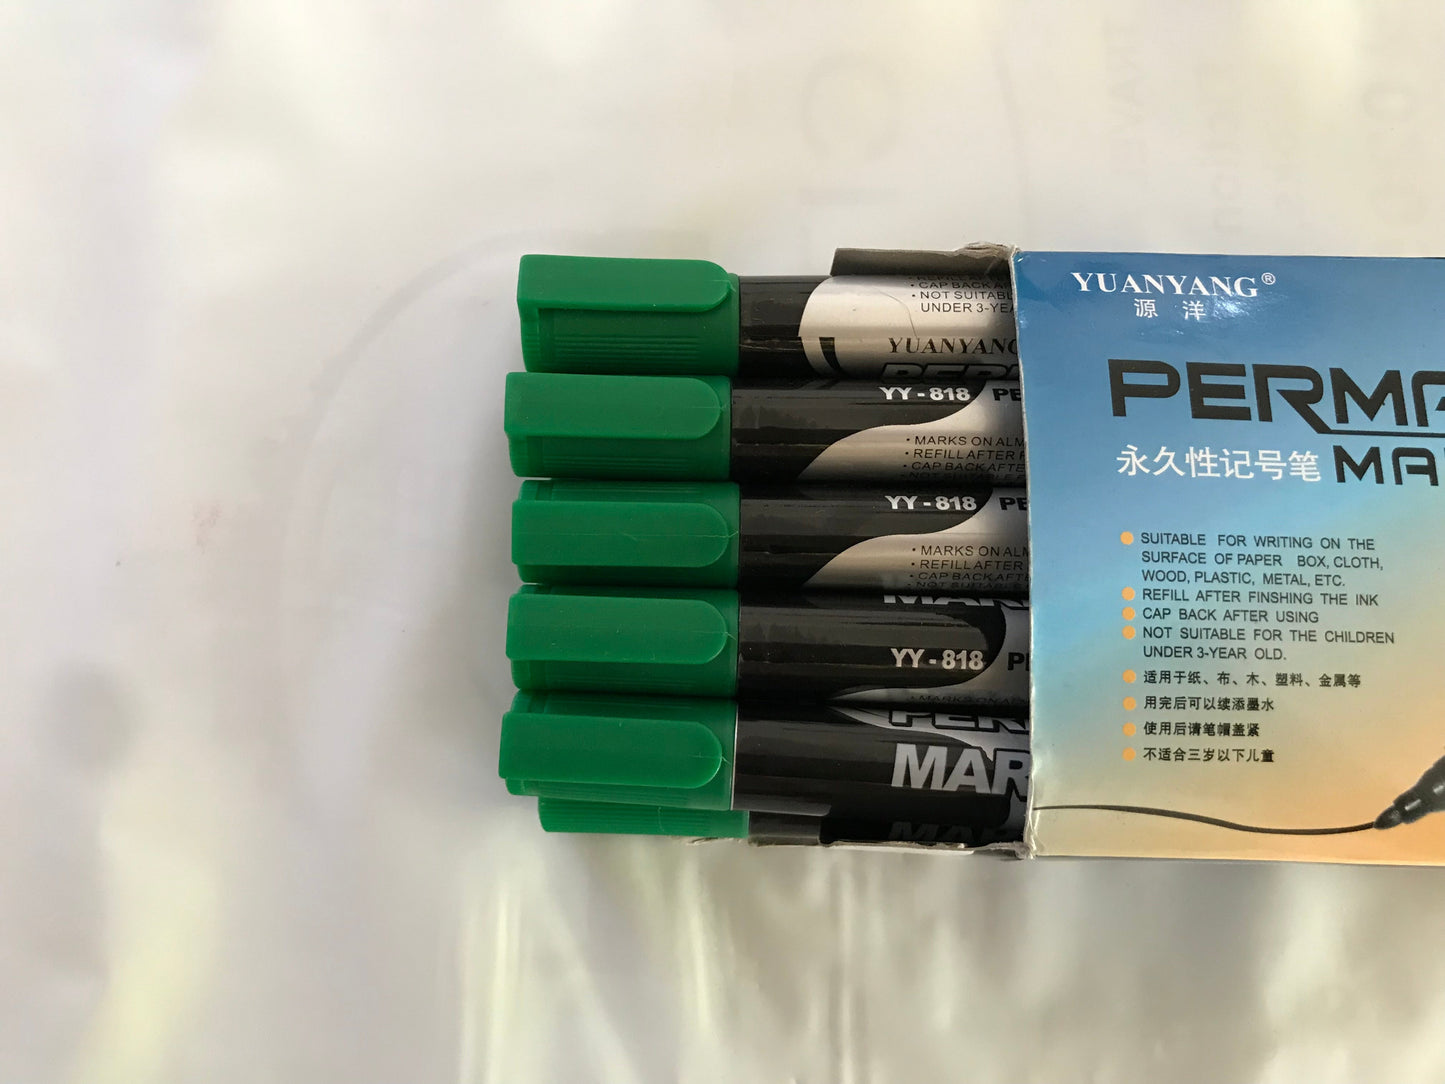 • CAP BACK A
• NOT SUITABL
UNDER 3-YEA
YUANYANG
YY - 818 PE
• MARKS ON ALM
• REFILL AFTER F
• CAP BACK AFTE
YY - 818 PE
• MARKS ON ALM
• REFILL AFTER
• CAP BACK AFTE
YY - 818 PE
PERM
MAR
YUANYANG®
源 洋
PERMA
永久性记号笔 MA
SUITABLE FOR WRITING ON THE
SURFACE OF PAPER BOX, CLOTH,
WOOD, PLASTIC, METAL, ETC.
REFILL AFTER FINSHING THE INK
CAP BACK AFTER USING
NOT SUITABLE FOR THE CHILDREN
UNDER 3-YEAR OLD.
适用于纸、布、木、塑料、金属等
用完后可以续添墨水
使用后请笔帽盖紧
不适合三岁以下儿童